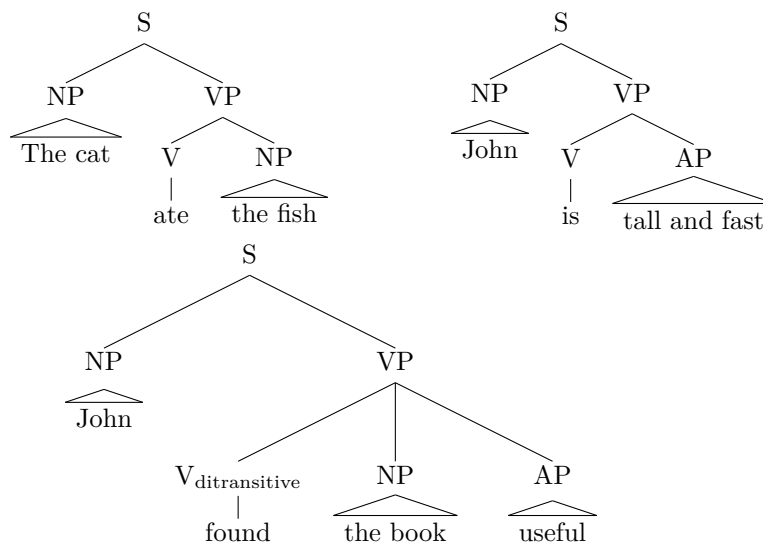 S S
NP VP NP VP
The cat V NP John V AP
ate the fish is tall and fast
S
NP VP
John
V_ditransitive NP AP
found the book useful